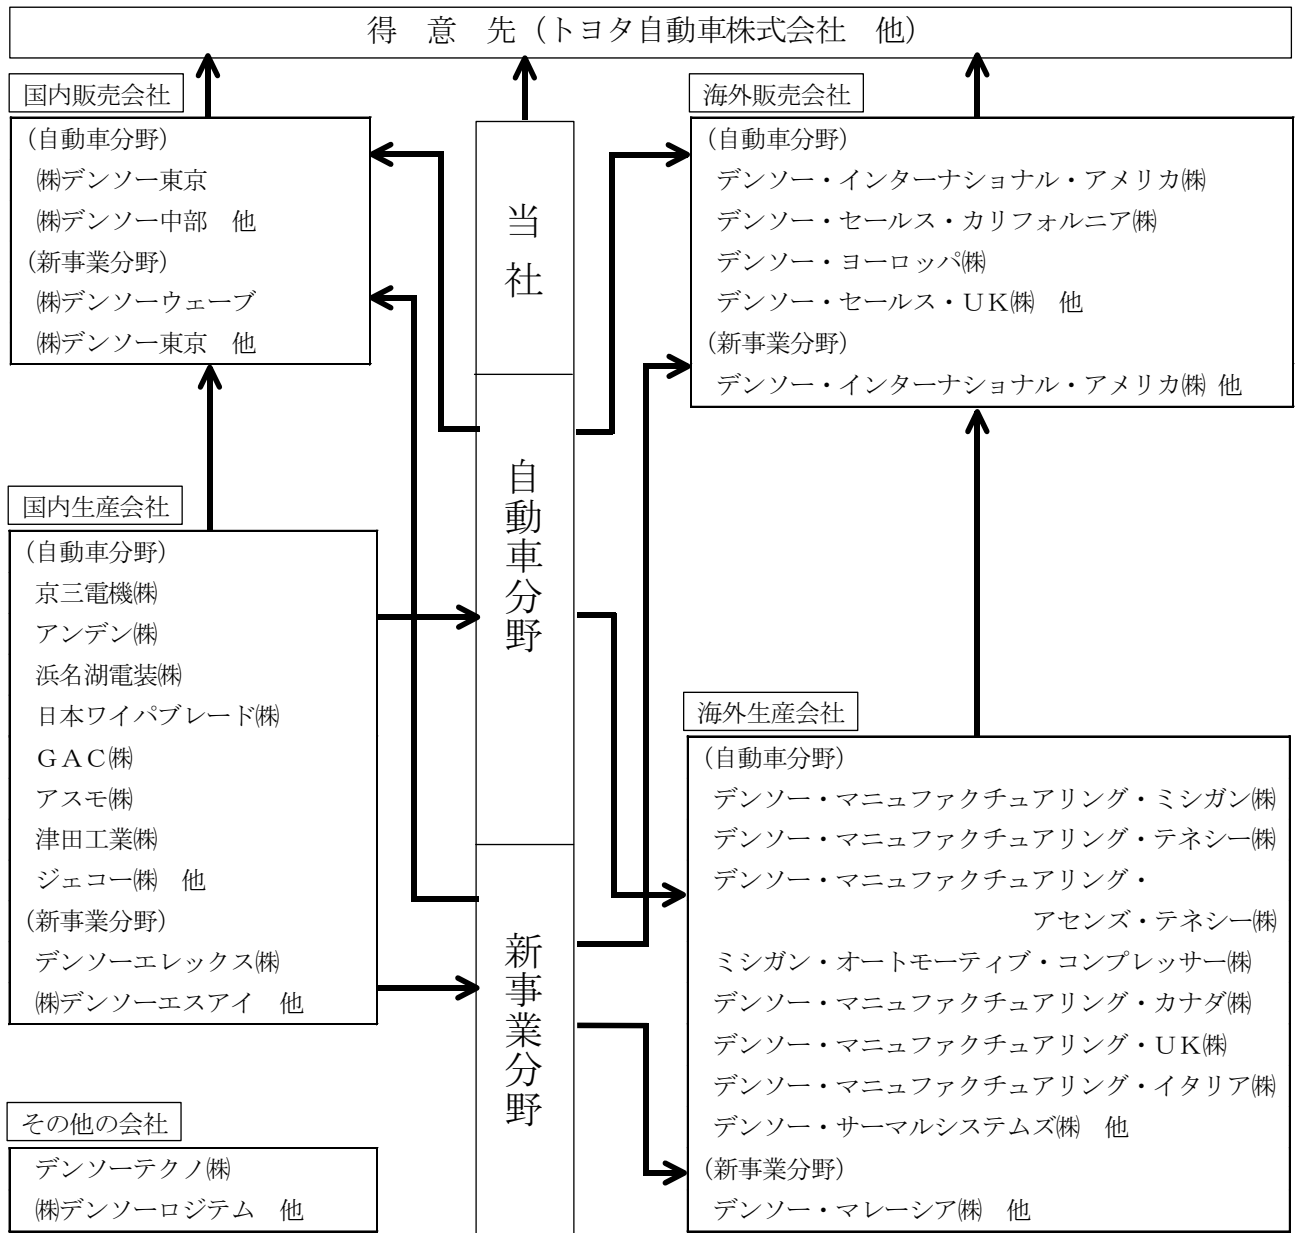 得 意 先（トヨタ自動車株式会社 他）
国内販売会社
（自動車分野）
㈱デンソー東京
㈱デンソー中部 他
（新事業分野）
㈱デンソーウェーブ
㈱デンソー東京 他
国内生産会社
（自動車分野）
京三電機㈱
アンデン㈱
浜名湖電装㈱
日本ワイパブレード㈱
ＧＡＣ㈱
アスモ㈱
津田工業㈱
ジェコー㈱ 他
（新事業分野）
デンソーエレックス㈱
㈱デンソーエスアイ 他
その他の会社
デンソーテクノ㈱
㈱デンソーロジテム 他
当社
自動車分野
新事業分野
海外販売会社
（自動車分野）
デンソー・インターナショナル・アメリカ㈱
デンソー・セールス・カリフォルニア㈱
デンソー・ヨーロッパ㈱
デンソー・セールス・ＵＫ㈱ 他
（新事業分野）
デンソー・インターナショナル・アメリカ㈱ 他
海外生産会社
（自動車分野）
デンソー・マニュファクチュアリング・ミシガン㈱
デンソー・マニュファクチュアリング・テネシー㈱
デンソー・マニュファクチュアリング・
アセンズ・テネシー㈱
ミシガン・オートモーティブ・コンプレッサー㈱
デンソー・マニュファクチュアリング・カナダ㈱
デンソー・マニュファクチュアリング・ＵＫ㈱
デンソー・マニュファクチュアリング・イタリア㈱
デンソー・サーマルシステムズ㈱ 他
（新事業分野）
デンソー・マレーシア㈱ 他